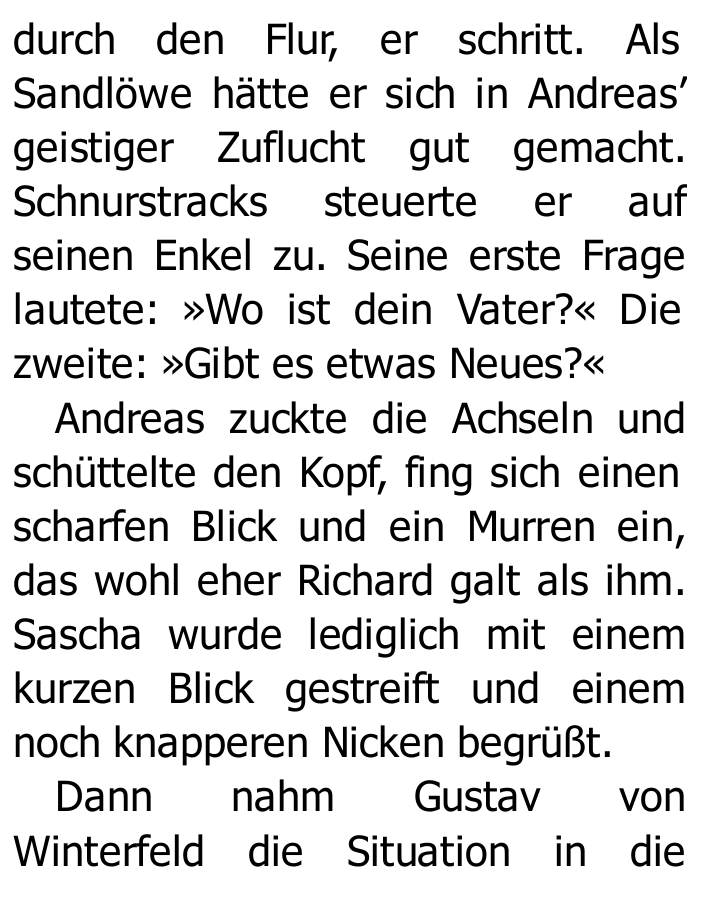 durch den Flur, er schritt. Als
Sandlöwe hätte er sich in Andreas’
geistiger Zuflucht gut gemacht.
Schnurstracks steuerte er auf
seinen Enkel zu. Seine erste Frage
lautete: »Wo ist dein Vater?« Die
zweite: »Gibt es etwas Neues?«
Andreas zuckte die Achseln und
schüttelte den Kopf, fing sich einen
scharfen Blick und ein Murren ein,
das wohl eher Richard galt als ihm.
Sascha wurde lediglich mit einem
kurzen Blick gestreift und einem
noch knapperen Nicken begrüßt.
Dann nahm Gustav von
Winterfeld die Situation in die